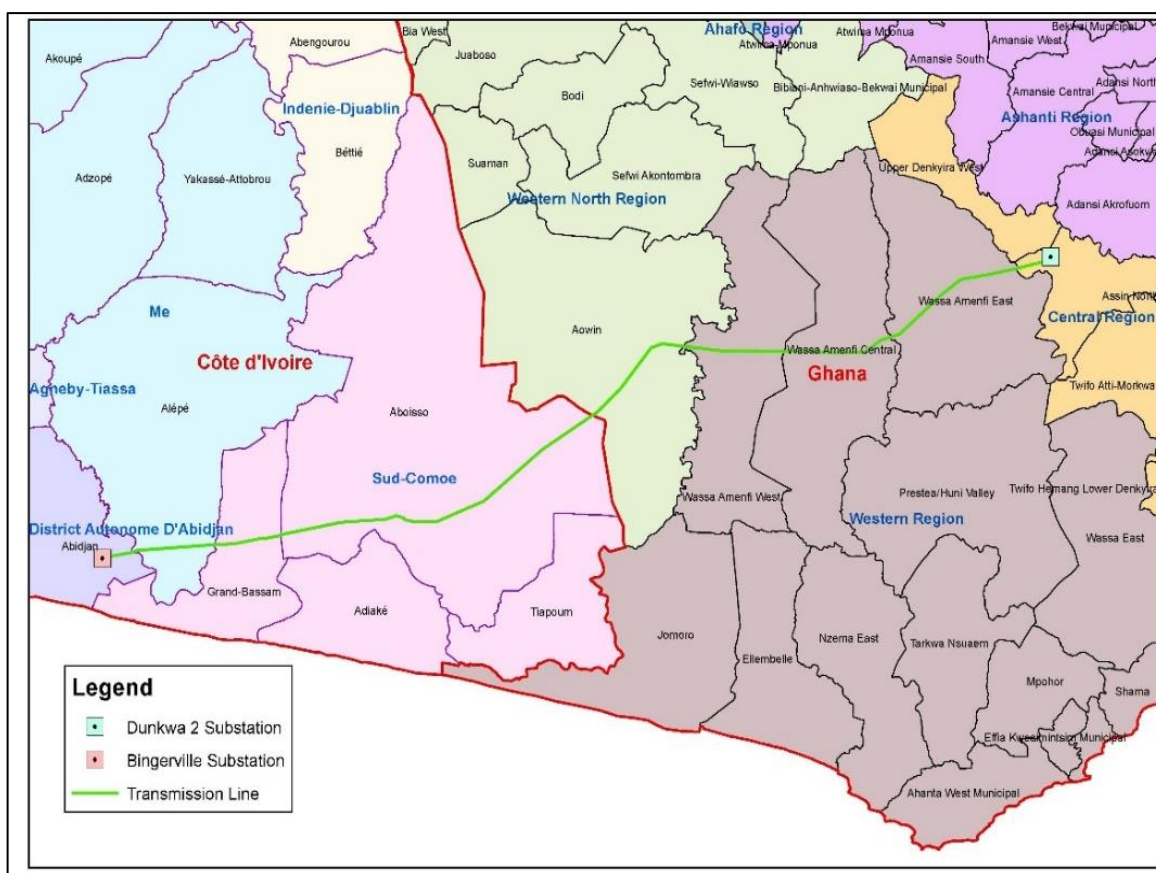 Bia West
Ahafo Region
Atwima Mponua
Atwima Mponua
Bekwai Municipal
Amansie West
Akoupé
Abengourou
Juaboso
Amansie South
Adansi North
Sefwi-Wiawso
Bibiani-Anhwiaso-Bekwai Municipal
Amansie Central
Bodi
Indenie-Djuablin
Ashanti Region
Obuasi Municipal
Béttié
Suaman
Adansi Asokwa
Adzopé
Yakassé-Attobrou
Sefwi Akontombra
Upper Denkyira West
Western North Region
Adansi Akrofuom
Assin North
Wassa Amenfi East
Me
Central Region
Aowin
Wassa Amenfi Central
Côte d'Ivoire
Ghana
Twifo Atti-Morkwa
Agneby-Tiassa
Alépé
Aboisso
Sud-Comoe
Prestea/Huni Valley
Twifo Hemang Lower Denkyira
Wassa Amenfi West
Western Region
District Autonome D'Abidjan
Wassa East
Abidjan
Grand-Bassam
Adiaké
Tiapoum
Jomoro
Nzema East
Tarkwa Nsuaem
Ellembelle
Mpohor
Shama
Effia Kwesimintsim Municipal
Ahanta West Municipal
Legend
Dunkwa 2 Substation
Bingerville Substation
Transmission Line